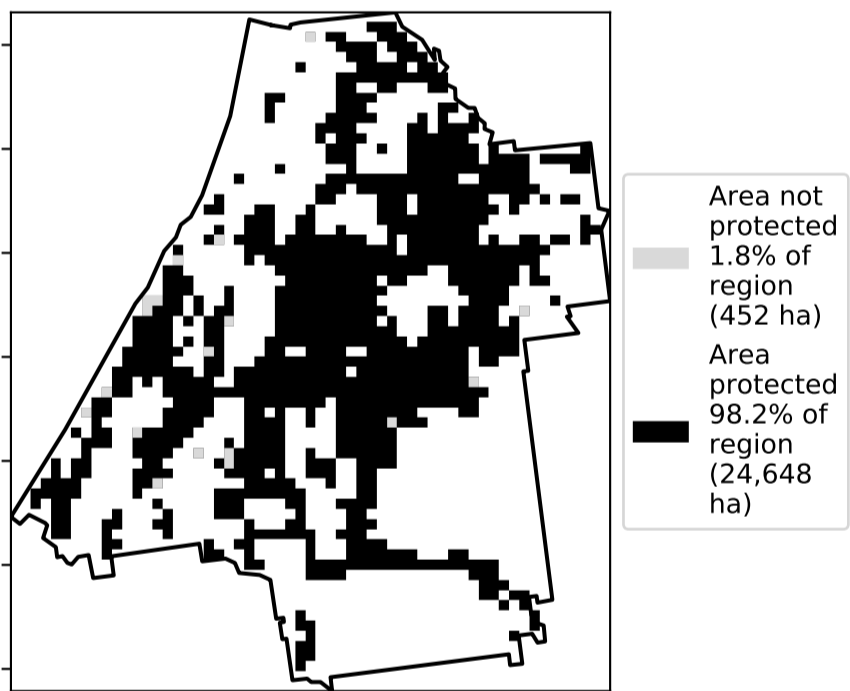 Area not
protected
1.8% of
region
(452 ha)
Area
protected
98.2% of
region
(24,648
ha)